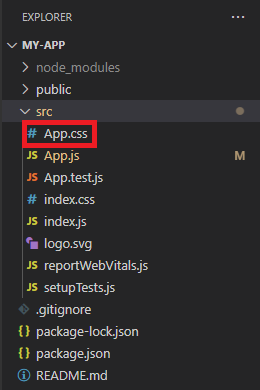 EXPLORER
MY-APP
node_modules
public
src
# App.css
JS App.js M
App.test.js
# index.css
JS index.js
logo.svg
JS reportWebVitals.js
JS setupTests.js
.gitignore
{} package-lock.json
{} package.json
README.md